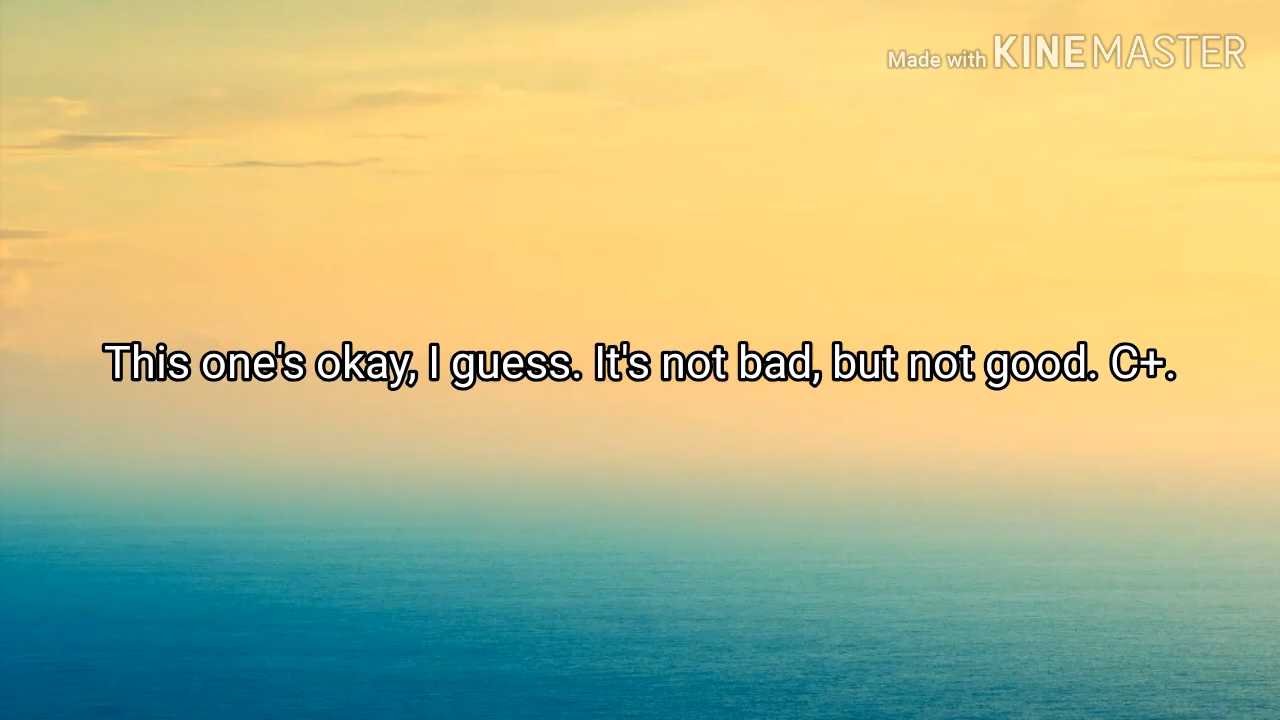 Made with KINEMASTER
This one's okay, I guess. It's not bad, but not good. C+.